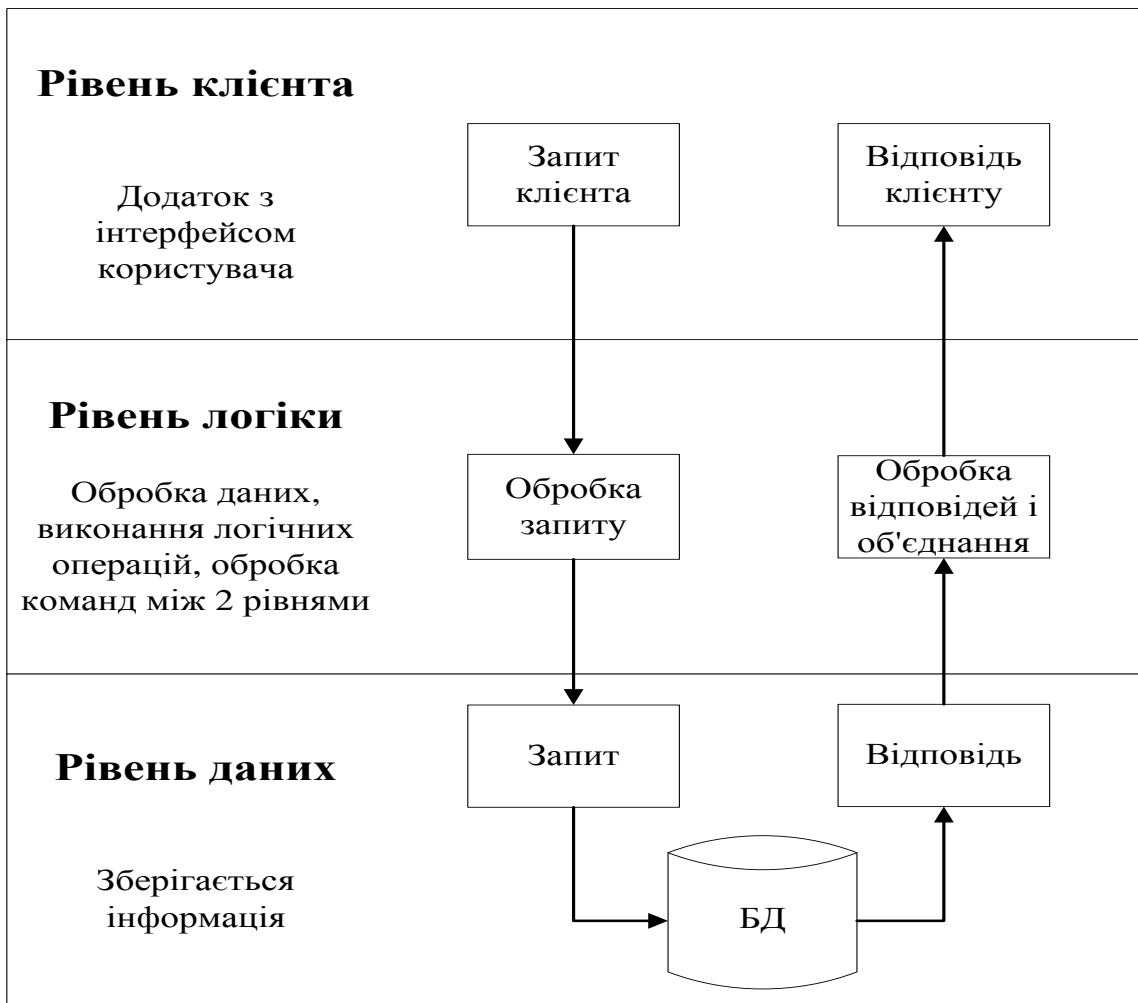 Рівень клієнта
Додаток з
інтерфейсом
користувача
Запит
клієнта
Відповідь
клієнту
Рівень логіки
Обробка даних,
виконання логічних
операцій, обробка
команд між 2 рівнями
Обробка
запиту
Обробка
відповідей і
об'єднання
Рівень даних
Зберігається
інформація
Запит
Відповідь
БД